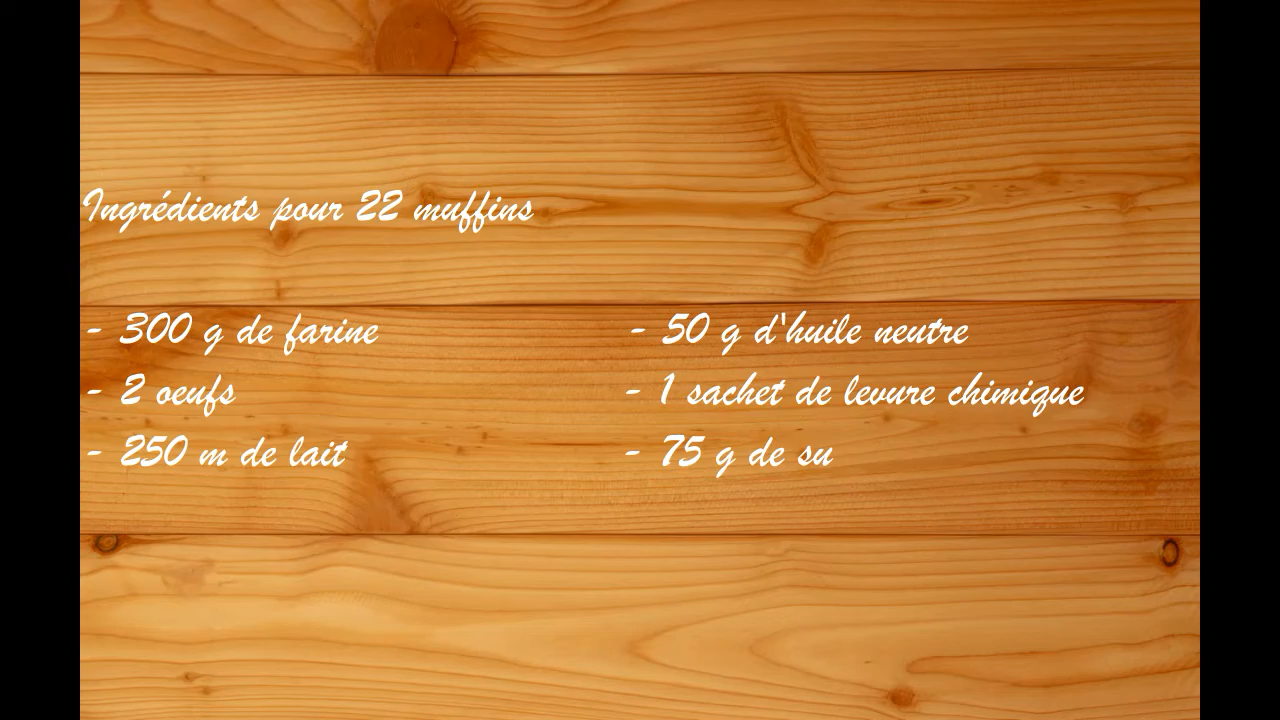 Ingrédients pour 22 muffins
- 300 g de farine
- 2 oeufs
- 250 m de lait
- 50 g d'huile neutre
- 1 sachet de levure chimique
- 75 g de su